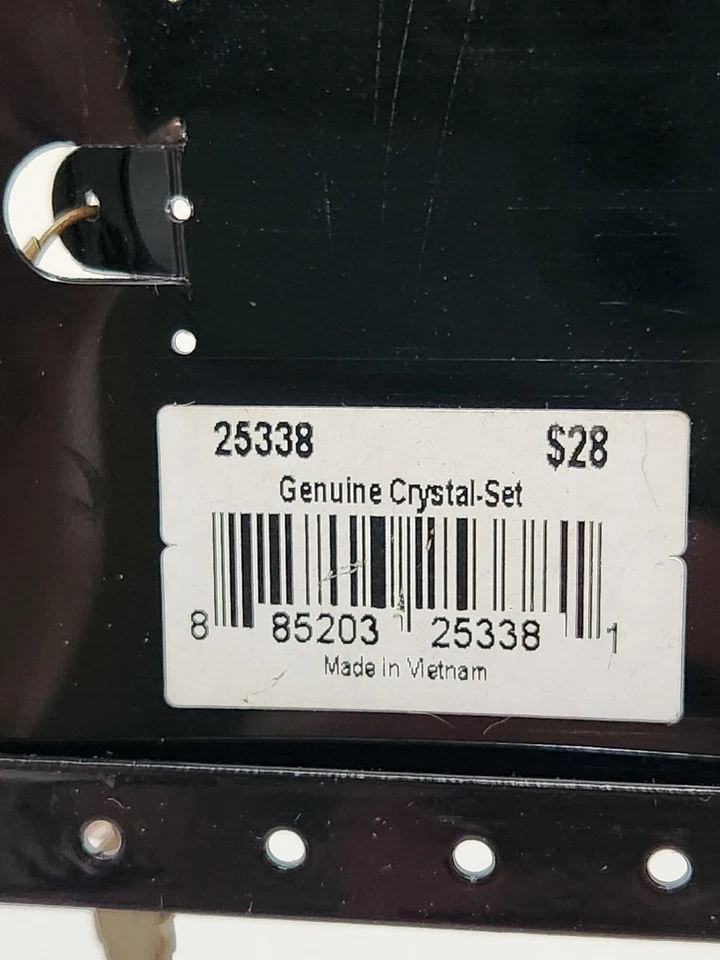 25338 $28
Genuine Crystal-Set
8 85203 25338 1
Made in Vietnam